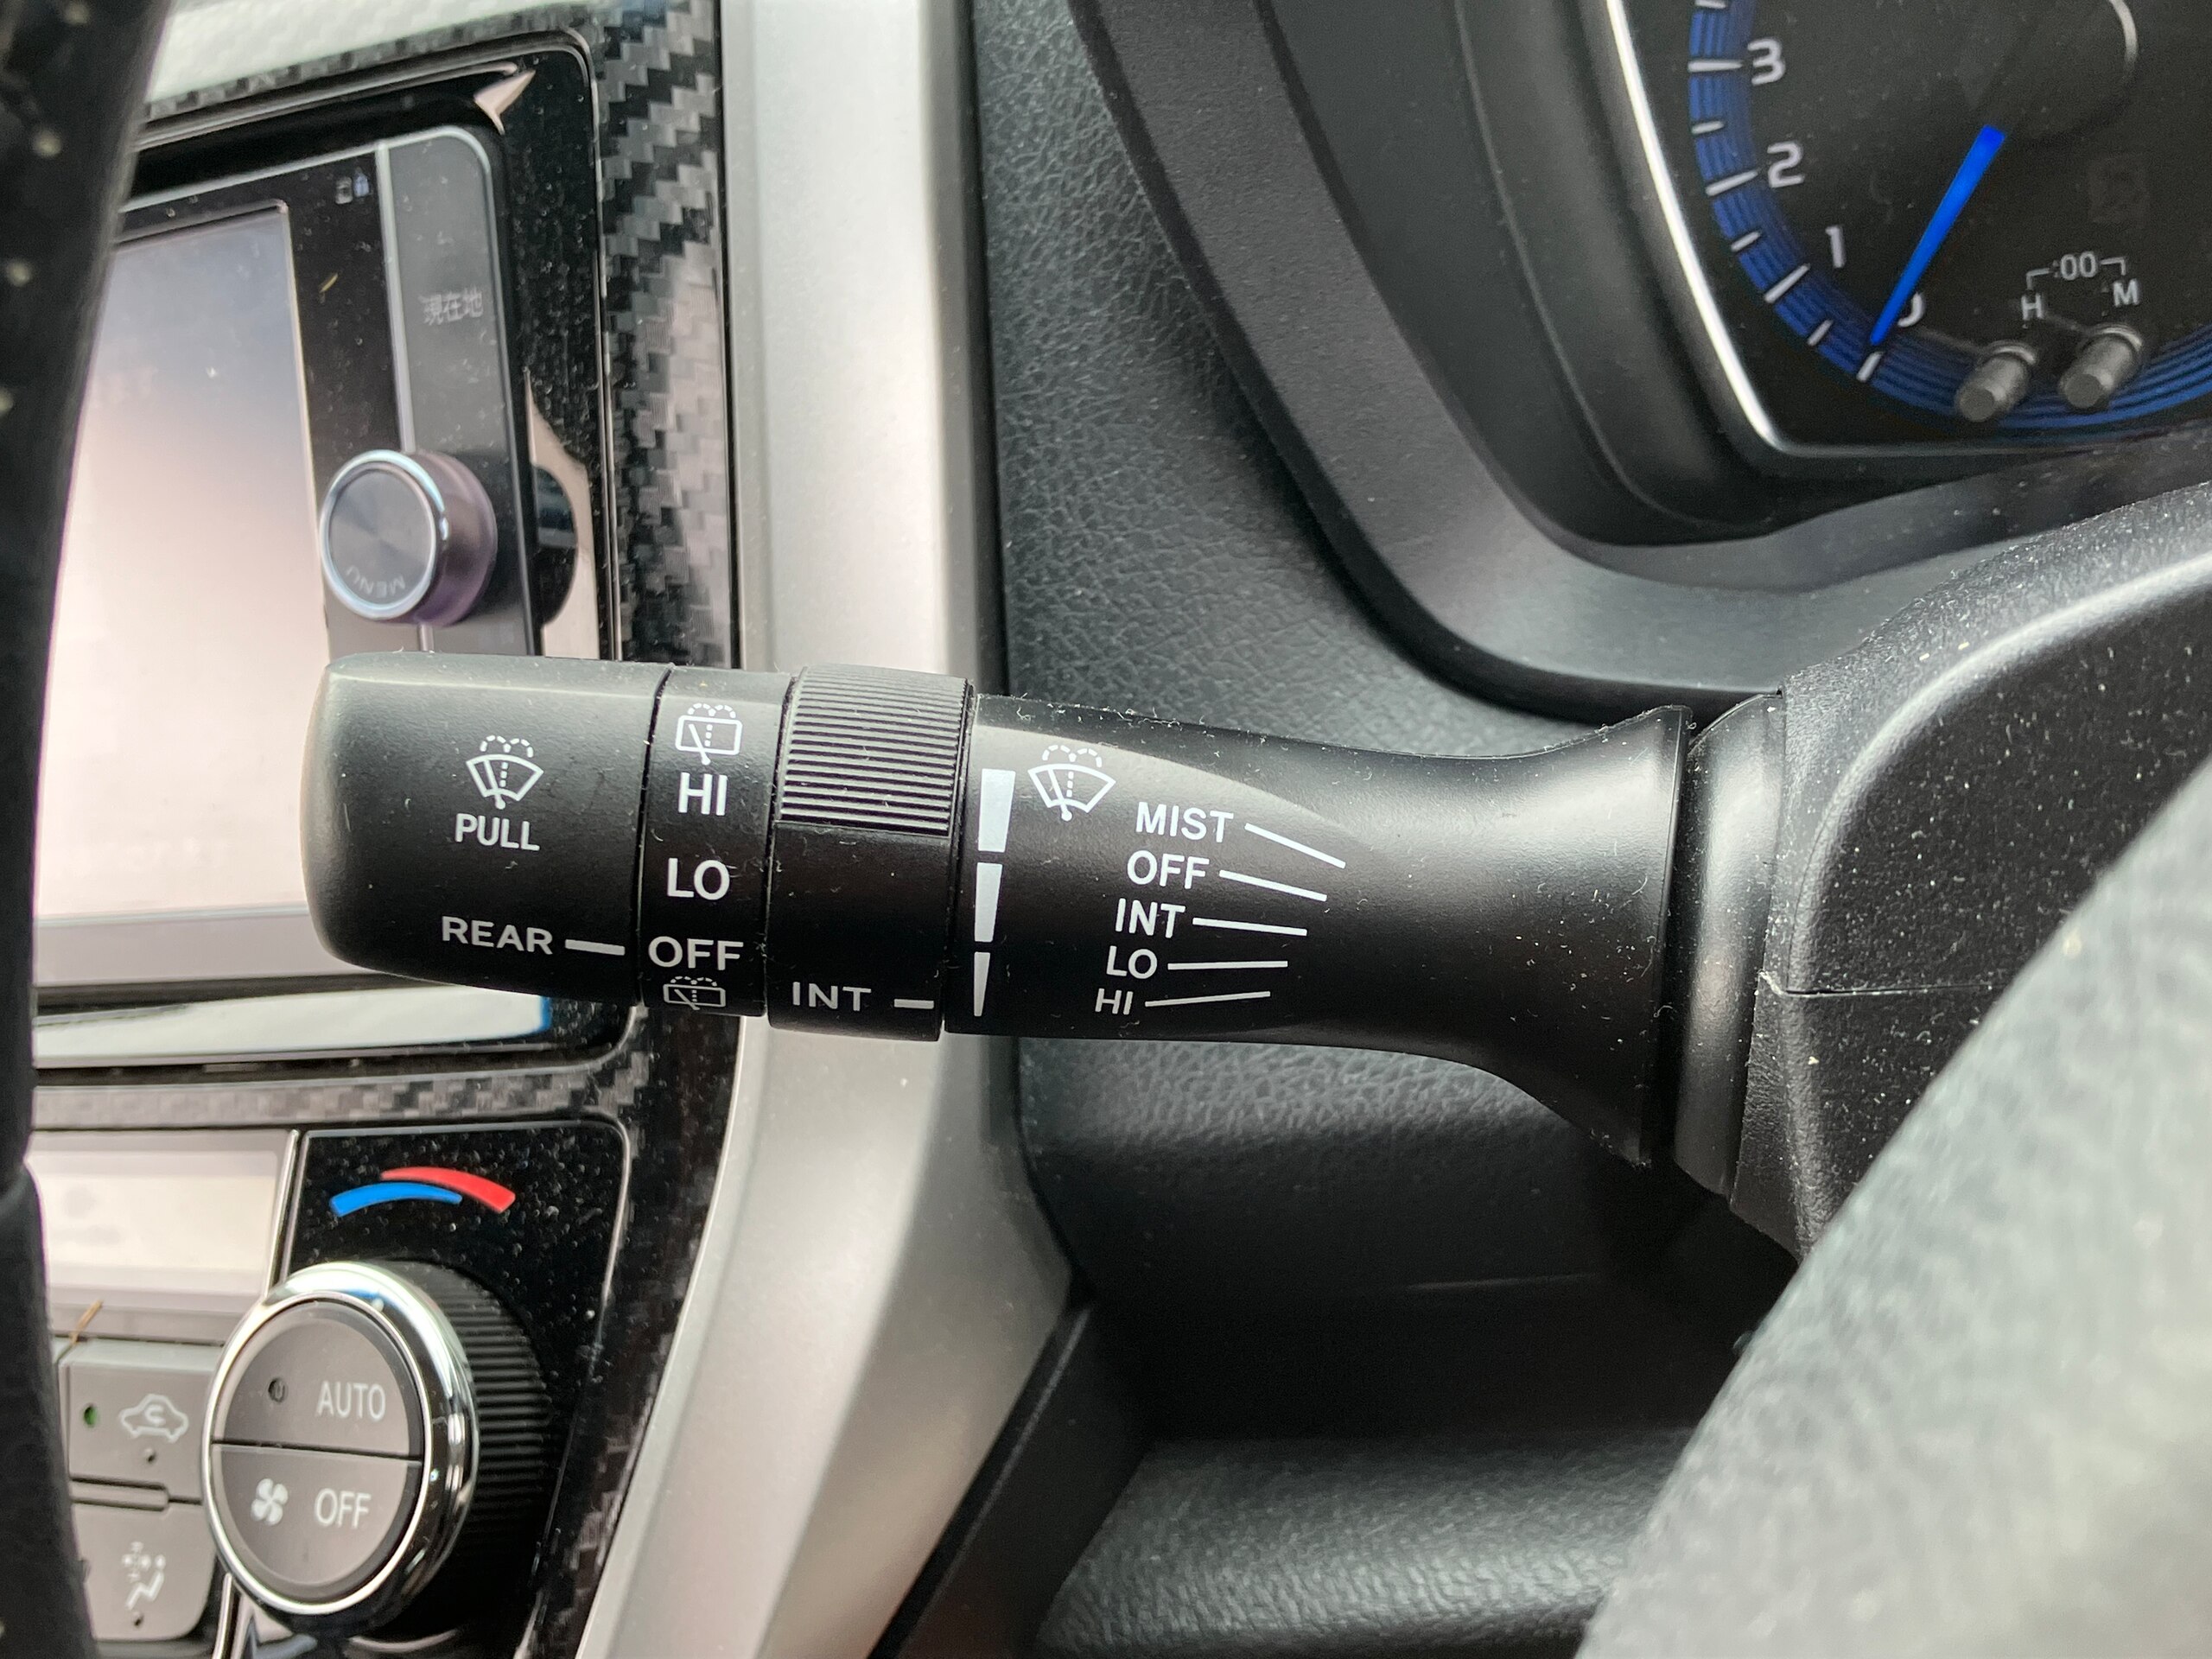 3
2
1
0
:00
H M
現在地
MENU
PULL
REAR
HI
LO
OFF
INT
MIST
OFF
INT
LO
HI
AUTO
OFF